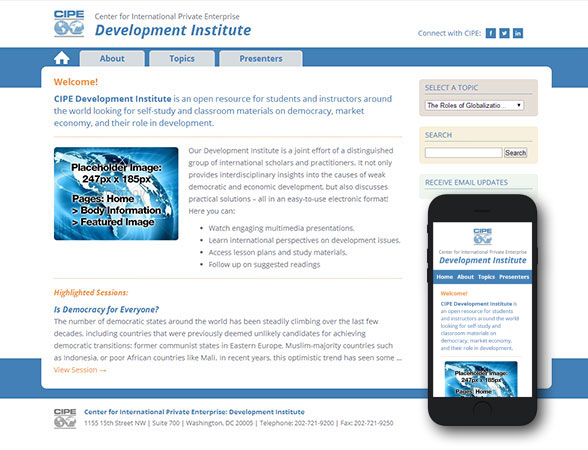 CIPE
Center for International Private Enterprise
Development Institute
Connect with CIPE:
About
Topics
Presenters
Welcome!
CIPE Development Institute is an open resource for students and instructors around
the world looking for self-study and classroom materials on democracy, market
economy, and their role in development.
Placeholder Image:
247px x 185px
Pages: Home
> Body Information
> Featured Image
Our Development Institute is a joint effort of a distinguished
group of international scholars and practitioners. It not only
provides interdisciplinary insights into the causes of weak
democratic and economic development, but also discusses
practical solutions – all in an easy-to-use electronic format!
Here you can:
• Watch engaging multimedia presentations.
• Learn international perspectives on development issues.
• Access lesson plans and study materials.
• Follow up on suggested readings
Highlighted Sessions:
Is Democracy for Everyone?
The number of democratic states around the world has been steadily climbing over the last few
decades, including countries that were previously deemed unlikely candidates for achieving
democratic transitions: former communist states in Eastern Europe, Muslim-majority countries such
as Indonesia, or poor African countries like Mali. In recent years, this optimistic trend has seen some ...
View Session →
SELECT A TOPIC
The Roles of Globalizatio...
SEARCH
Search
RECEIVE EMAIL UPDATES
CIPE
Center for International Private Enterprise
Development Institute
Home About Topics Presenters
Welcome!
CIPE Development Institute is
an open resource for students
and instructors around the
world looking for self-study
and classroom materials on
democracy, market economy,
and their role in development.
Placeholder Image:
247px x 185px
Pages: Home
CIPE
Center for International Private Enterprise: Development Institute
1155 15th Street NW | Suite 700 | Washington, DC 20005 | Telephone: 202-721-9200 | Fax: 202-721-9250